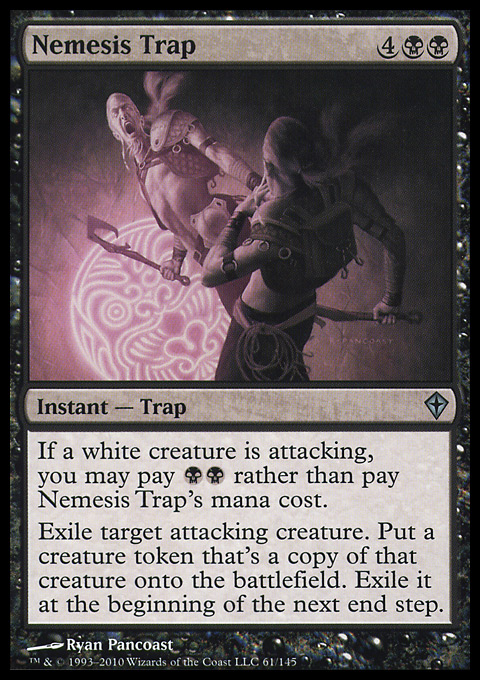 Nemesis Trap 4
R·PANCOAST
Instant — Trap
If a white creature is attacking,
you may pay rather than pay
Nemesis Trap's mana cost.
Exile target attacking creature. Put a
creature token that's a copy of that
creature onto the battlefield. Exile it
at the beginning of the next end step.
Ryan Pancoast
™ & © 1993–2010 Wizards of the Coast LLC 61/145